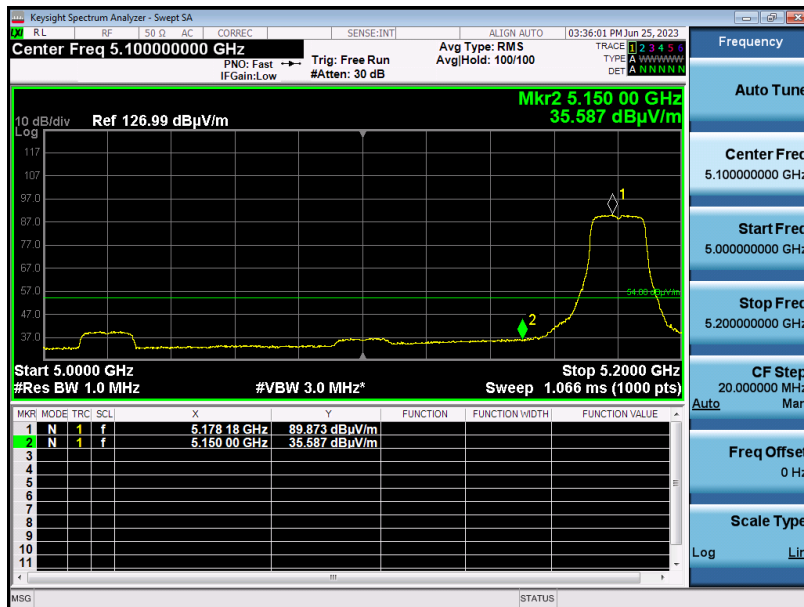 Keysight Spectrum Analyzer - Swept SA
LXI RL RF 50 Ω AC CORREC SENSE:INT ALIGN AUTO 03:36:01 PM Jun 25, 2023
Center Freq 5.100000000 GHz
PNO: Fast
IFGain:Low
Trig: Free Run
#Atten: 30 dB
Avg Type: RMS
Avg|Hold: 100/100
TRACE 1 2 3 4 5 6
TYPE A WWWWW
DET A N N N N N
Mkr2 5.150 00 GHz
35.587 dBµV/m
10 dB/div Ref 126.99 dBµV/m
Log
117
107
97.0
87.0
77.0
67.0
57.0
47.0
37.0
1
54.00 dBµV/m
2
Start 5.0000 GHz Stop 5.2000 GHz
#Res BW 1.0 MHz #VBW 3.0 MHz* Sweep 1.066 ms (1000 pts)
MKR MODE TRC SCL X Y FUNCTION FUNCTION WIDTH FUNCTION VALUE
1 N 1 f 5.178 18 GHz 89.873 dBµV/m
2 N 1 f 5.150 00 GHz 35.587 dBµV/m
3
4
5
6
7
8
9
10
11
MSG STATUS
Frequency
Auto Tune
Center Freq
5.100000000 GHz
Start Freq
5.000000000 GHz
Stop Freq
5.200000000 GHz
CF Step
20.000000 MHz
Auto Man
Freq Offset
0 Hz
Scale Type
Log Lin